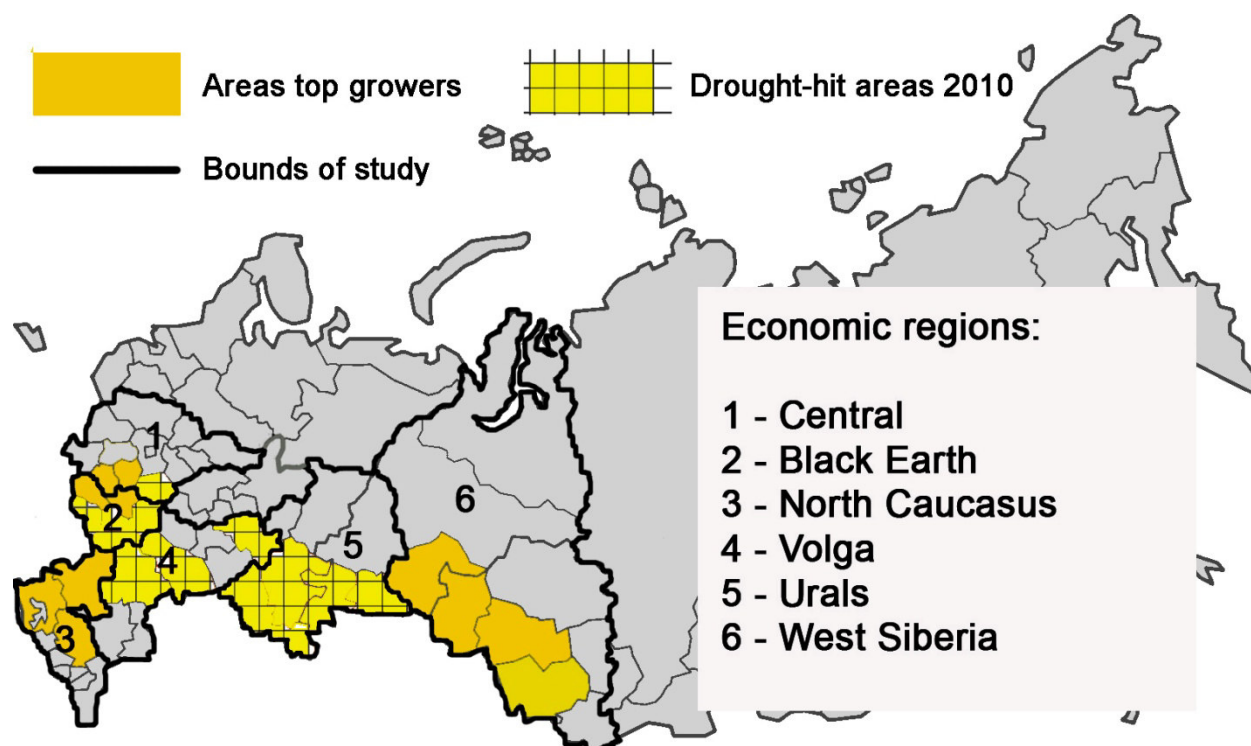 Areas top growers
Drought-hit areas 2010
Bounds of study
Economic regions:
1 - Central
2 - Black Earth
3 - North Caucasus
4 - Volga
5 - Urals
6 - West Siberia
1
2
3
4
5
6